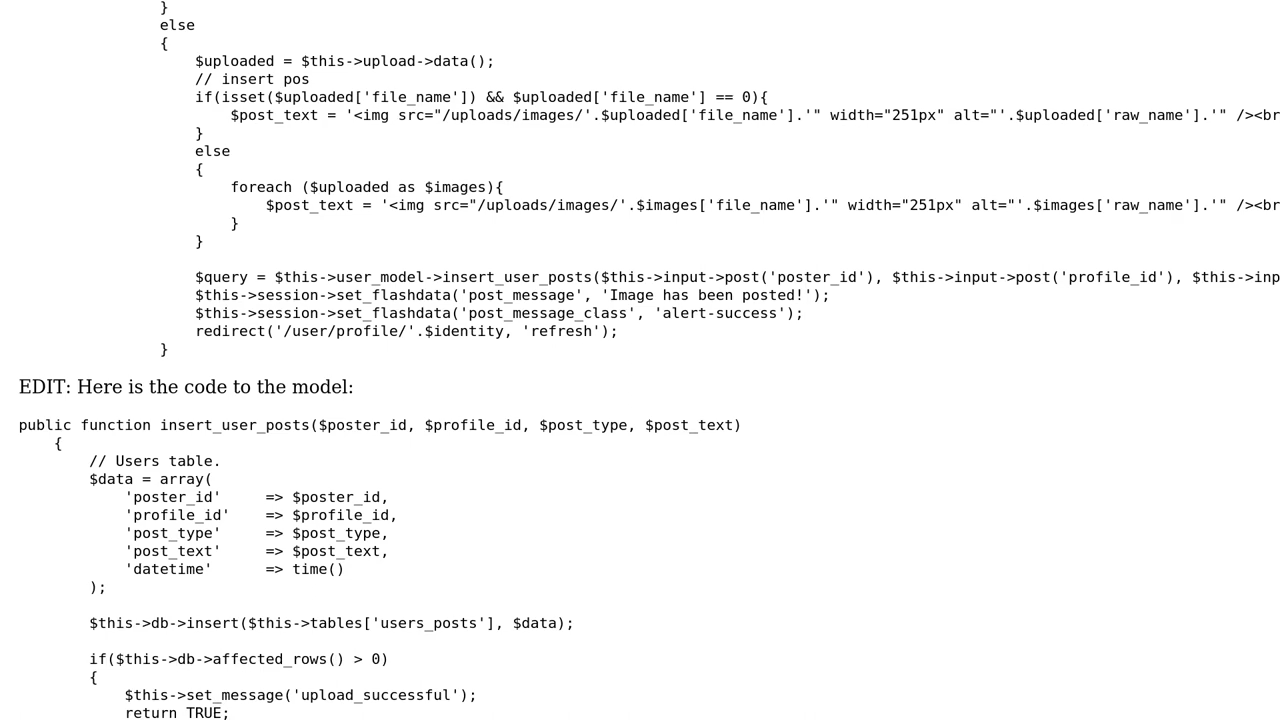 }
else
{
$uploaded = $this->upload->data();
// insert pos
if(isset($uploaded['file_name']) && $uploaded['file_name'] == 0){
$post_text = '<img src="/uploads/images/'.$uploaded['file_name'].'" width="251px" alt="'.$uploaded['raw_name'].'" /><br
}
else
{
foreach ($uploaded as $images){
$post_text = '<img src="/uploads/images/'.$images['file_name'].'" width="251px" alt="'.$images['raw_name'].'" /><br
}
}
$query = $this->user_model->insert_user_posts($this->input->post('poster_id'), $this->input->post('profile_id'), $this->inp
$this->session->set_flashdata('post_message', 'Image has been posted!');
$this->session->set_flashdata('post_message_class', 'alert-success');
redirect('/user/profile/'.$identity, 'refresh');
}
EDIT: Here is the code to the model:
public function insert_user_posts($poster_id, $profile_id, $post_type, $post_text)
{
// Users table.
$data = array(
'poster_id'     => $poster_id,
'profile_id'    => $profile_id,
'post_type'     => $post_type,
'post_text'     => $post_text,
'datetime'      => time()
);
$this->db->insert($this->tables['users_posts'], $data);
if($this->db->affected_rows() > 0)
{
$this->set_message('upload_successful');
return TRUE;